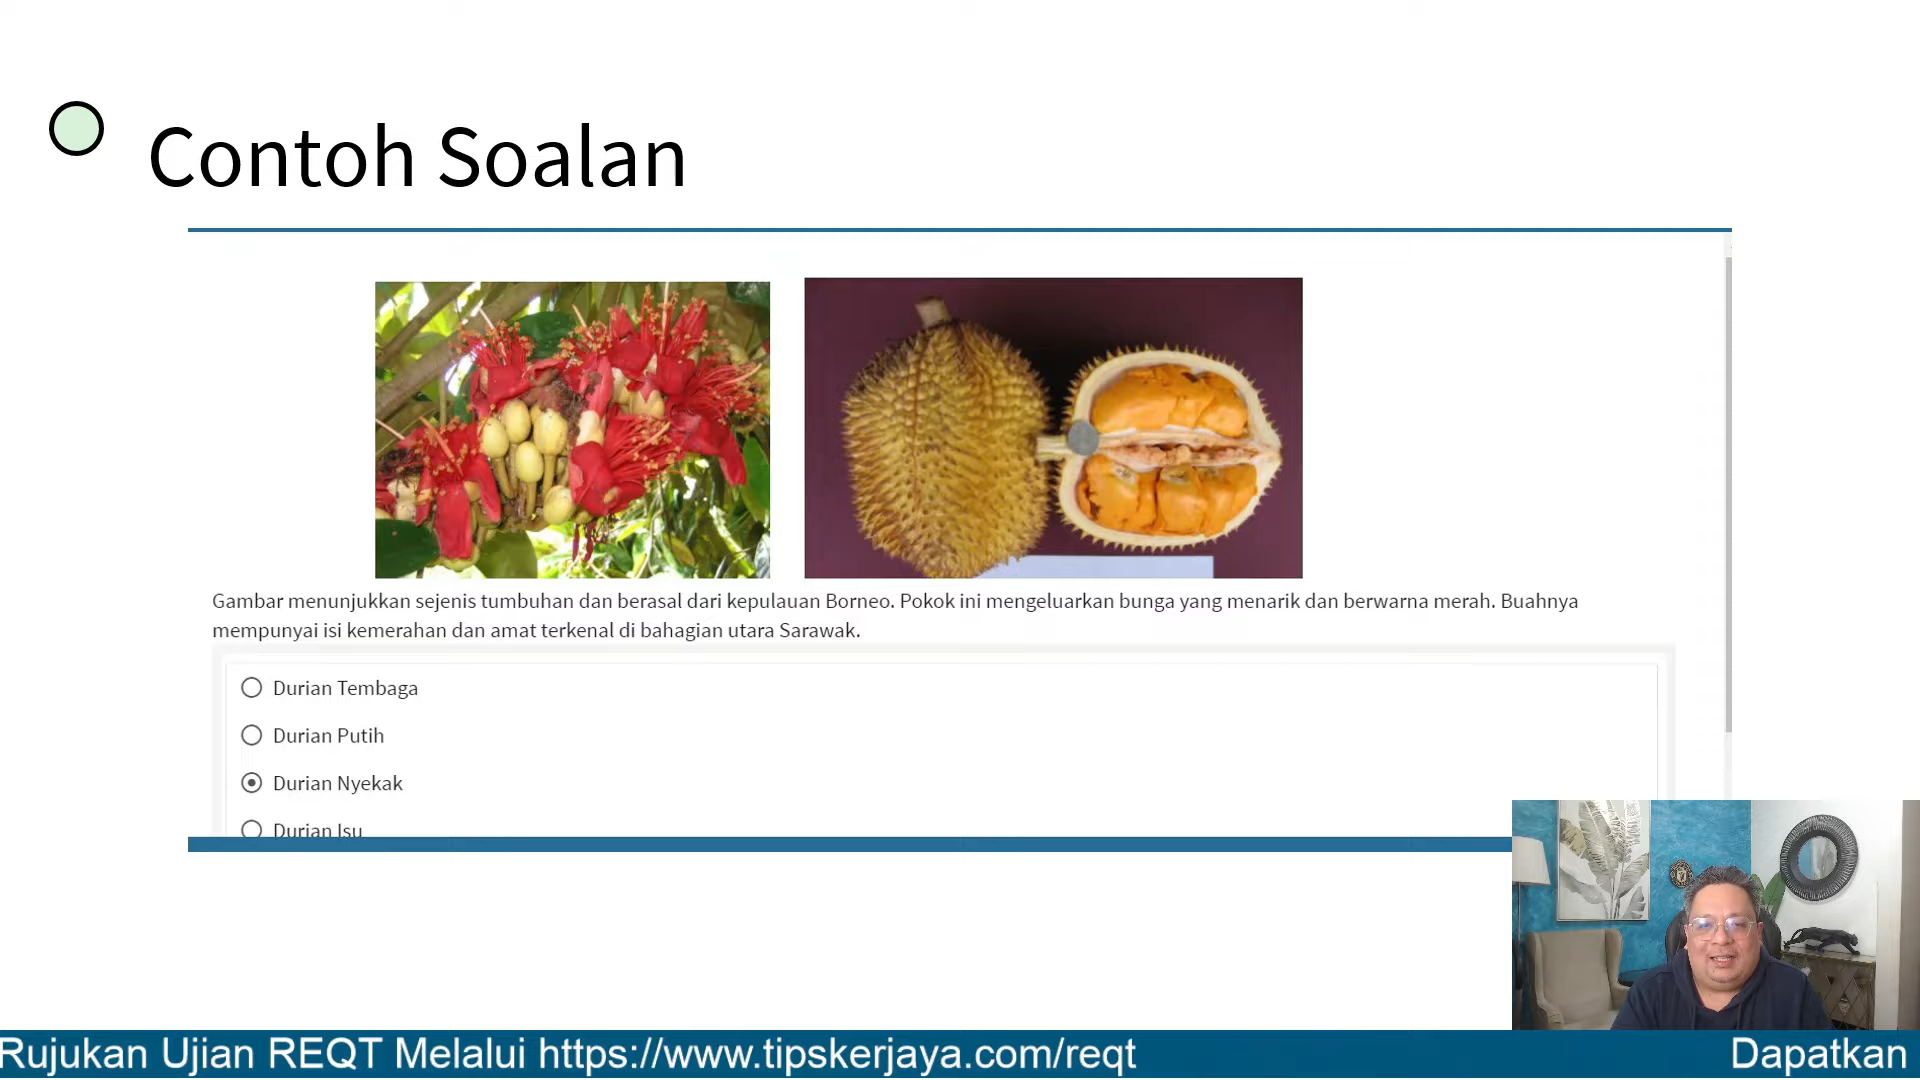 Contoh Soalan
Gambar menunjukkan sejenis tumbuhan dan berasal dari kepulauan Borneo. Pokok ini mengeluarkan bunga yang menarik dan berwarna merah. Buahnya
mempunyai isi kemerahan dan amat terkenal di bahagian utara Sarawak.
Durian Tembaga
Durian Putih
Durian Nyekak
Durian Isu
Rujukan Ujian REQT Melalui https://www.tipskerjaya.com/reqt
Dapatkan